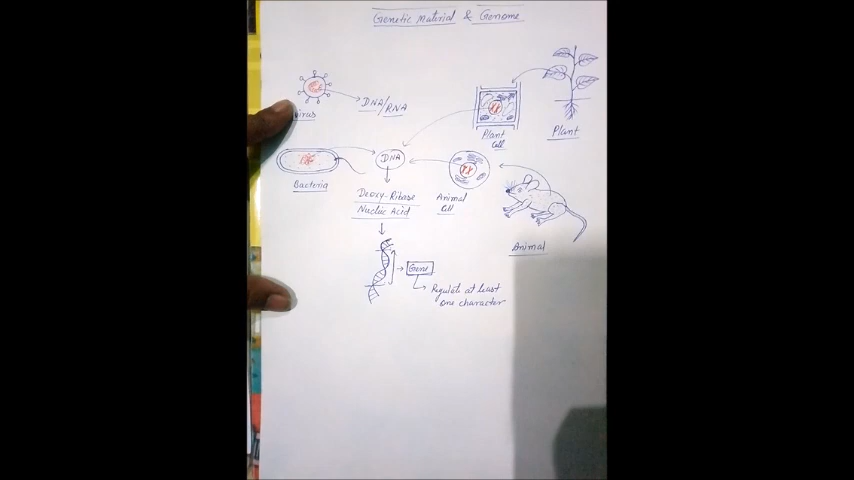 Genetic Material & Genome
DNA/RNA
virus
Plant
Cell
Plant
DNA
Bacteria
Deoxy-Ribose
Nucleic Acid
Animal
Cell
Animal
Gene
Regulate at least
one character